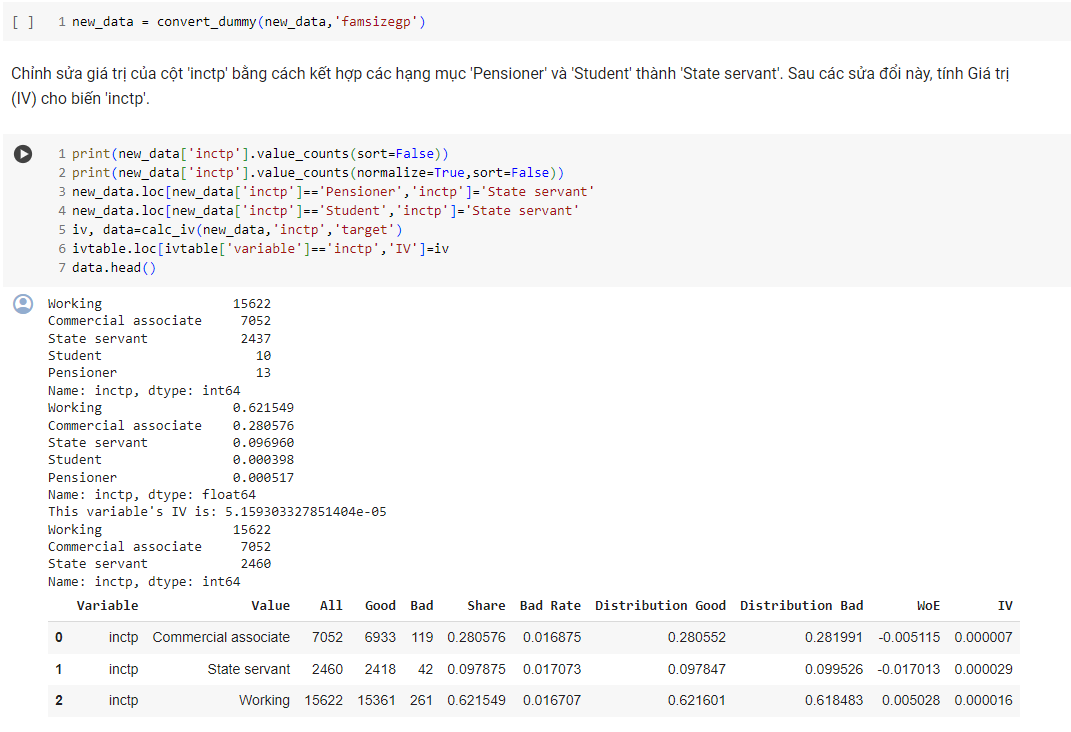 [ ] 1 new_data = convert_dummy(new_data,'famsizegp')
Chỉnh sửa giá trị của cột 'inctp' bằng cách kết hợp các hạng mục 'Pensioner' và 'Student' thành 'State servant'. Sau các sửa đổi này, tính Giá trị
(IV) cho biến 'inctp'.
1 print(new_data['inctp'].value_counts(sort=False))
2 print(new_data['inctp'].value_counts(normalize=True,sort=False))
3 new_data.loc[new_data['inctp']=='Pensioner','inctp']='State servant'
4 new_data.loc[new_data['inctp']=='Student','inctp']='State servant'
5 iv, data=calc_iv(new_data,'inctp','target')
6 ivtable.loc[ivtable['variable']=='inctp','IV']=iv
7 data.head()
Working 15622
Commercial associate 7052
State servant 2437
Student 10
Pensioner 13
Name: inctp, dtype: int64
Working 0.621549
Commercial associate 0.280576
State servant 0.096960
Student 0.000398
Pensioner 0.000517
Name: inctp, dtype: float64
This variable's IV is: 5.159303327851404e-05
Working 15622
Commercial associate 7052
State servant 2460
Name: inctp, dtype: int64
Variable Value All Good Bad Share Bad Rate Distribution Good Distribution Bad WoE IV
0 inctp Commercial associate 7052 6933 119 0.280576 0.016875 0.280552 0.281991 -0.005115 0.000007
1 inctp State servant 2460 2418 42 0.097875 0.017073 0.097847 0.099526 -0.017013 0.000029
2 inctp Working 15622 15361 261 0.621549 0.016707 0.621601 0.618483 0.005028 0.000016